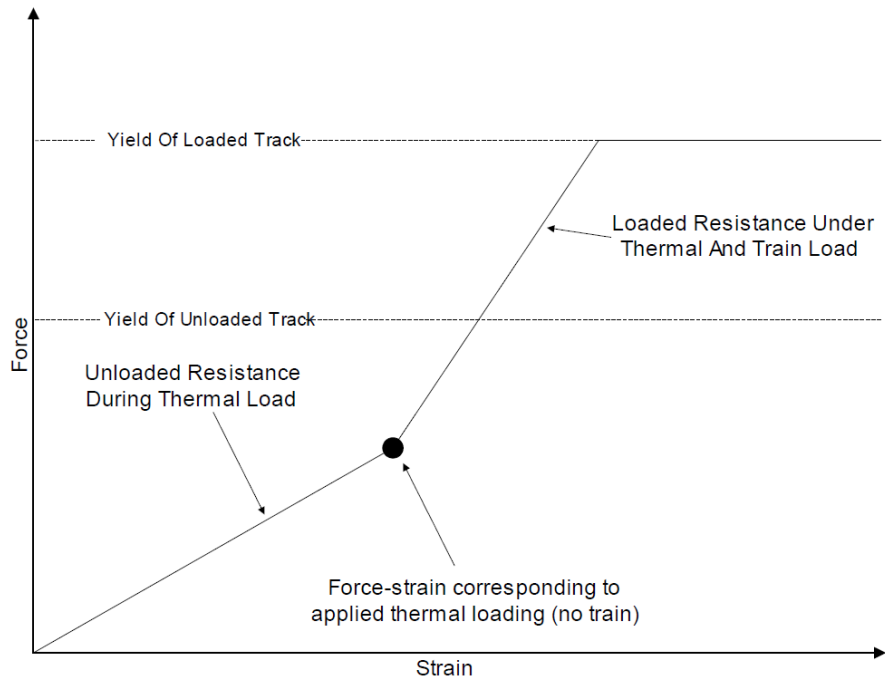 Yield Of Loaded Track
Loaded Resistance Under
Thermal And Train Load
Yield Of Unloaded Track
Force
Unloaded Resistance
During Thermal Load
Force-strain corresponding to
applied thermal loading (no train)
Strain